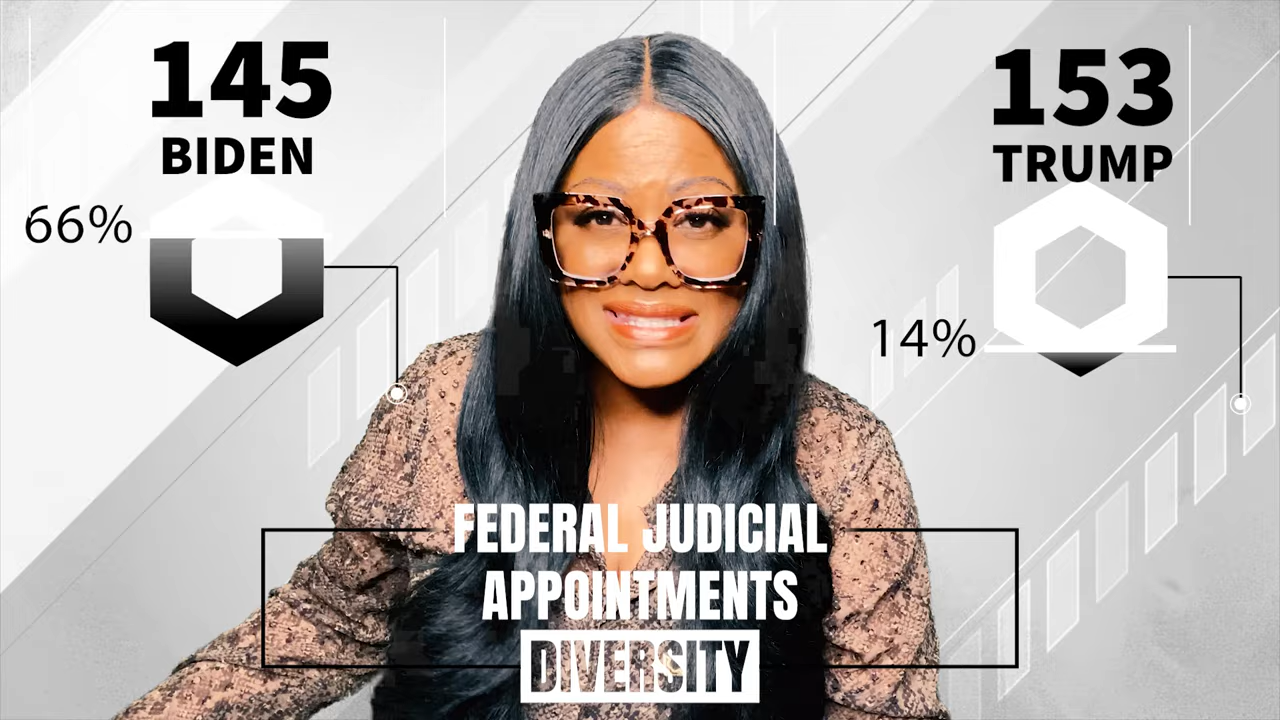 145
BIDEN
66%
153
TRUMP
14%
FEDERAL JUDICIAL
APPOINTMENTS
DIVERSITY